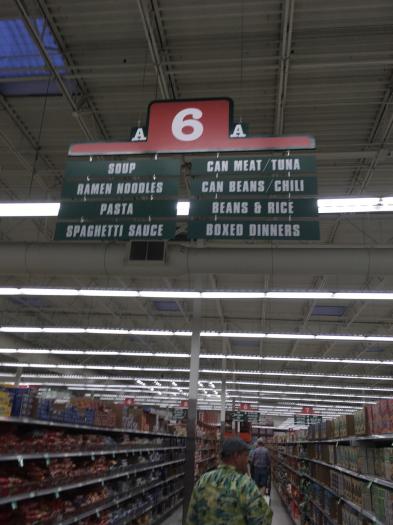 A 6 A
SOUP
RAMEN NOODLES
PASTA
SPAGHETTI SAUCE
CAN MEAT/TUNA
CAN BEANS/CHILI
BEANS & RICE
BOXED DINNERS